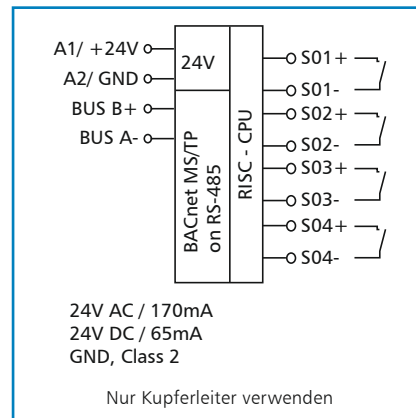 A1/ +24V
A2/ GND
BUS B+
BUS A-
24V
BACnet MS/TP
on RS-485
RISC - CPU
S01+
S01-
S02+
S02-
S03+
S03-
S04+
S04-
24V AC / 170mA
24V DC / 65mA
GND, Class 2
Nur Kupferleiter verwenden